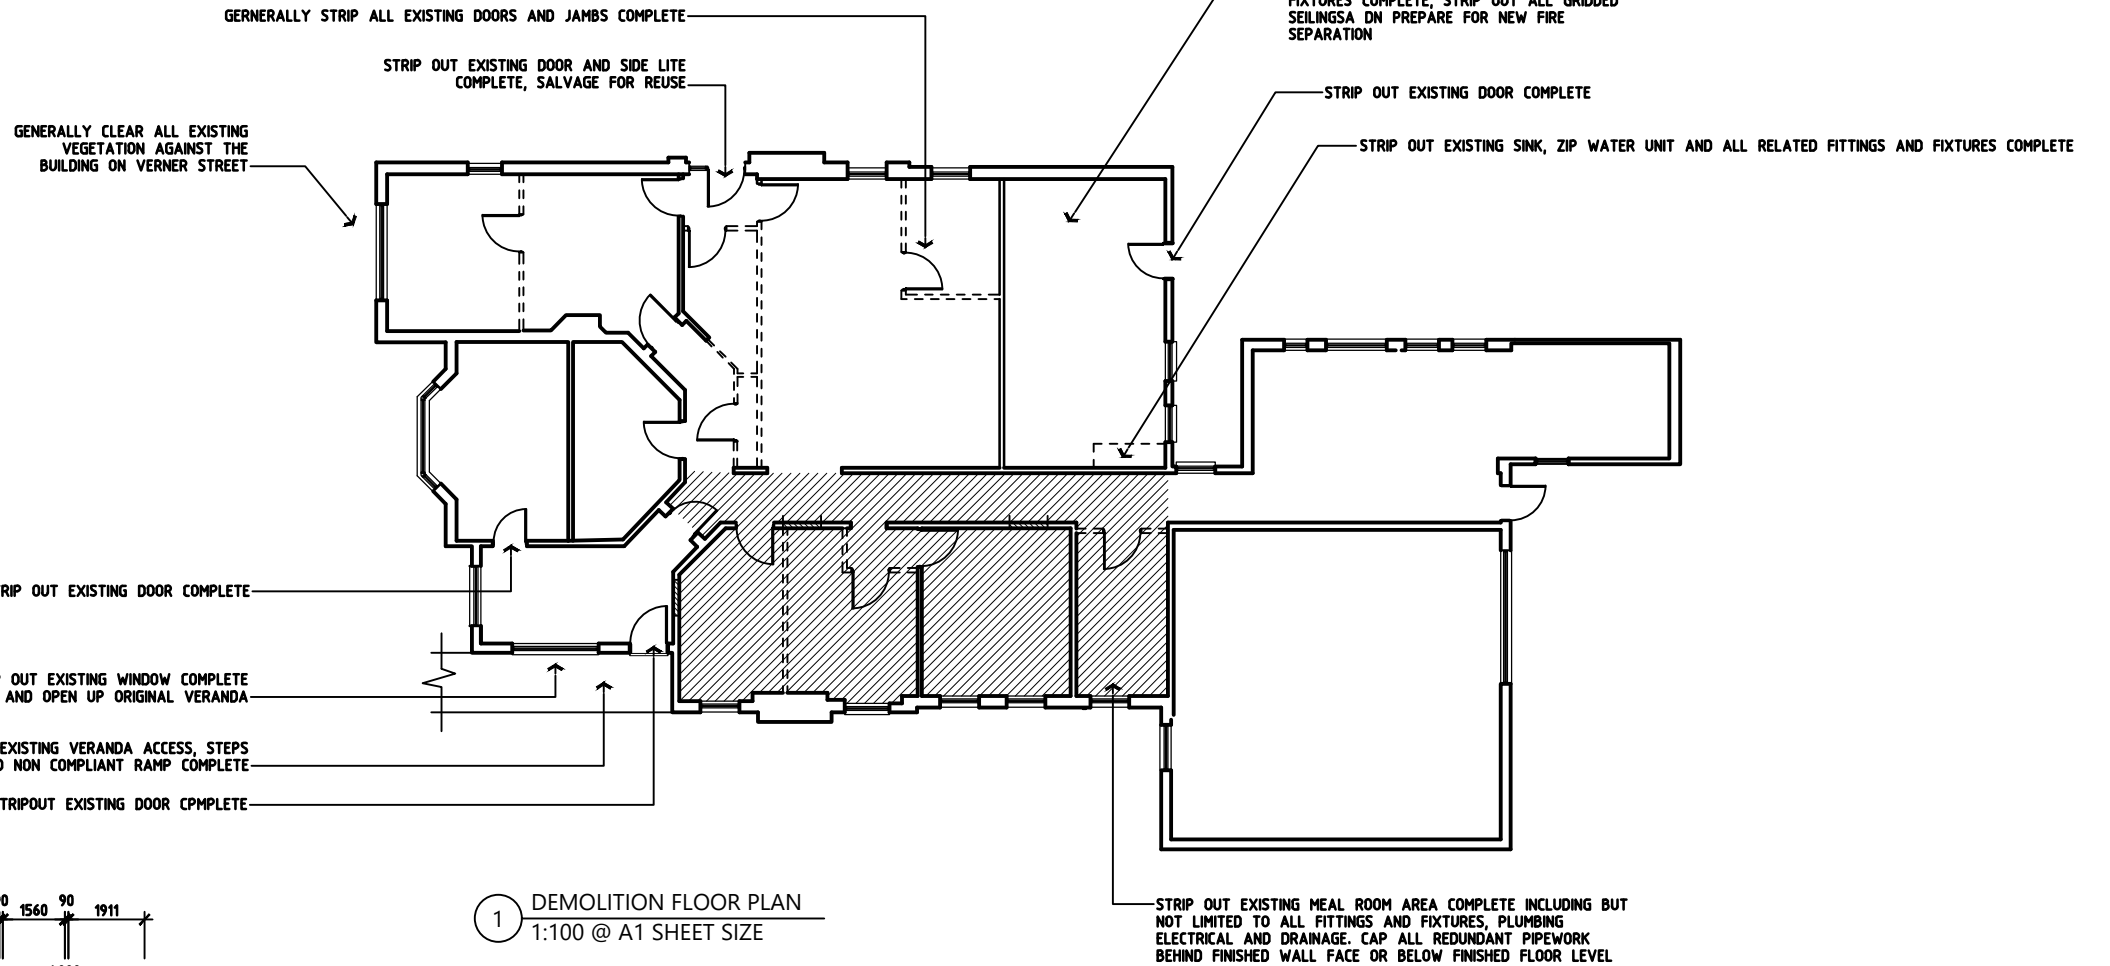 GERNERALLY STRIP ALL EXISTING DOORS AND JAMBS COMPLETE
FIXTURES COMPLETE, STRIP OUT ALL GRIDDED
SEILINGSA DN PREPARE FOR NEW FIRE
SEPARATION
STRIP OUT EXISTING DOOR AND SIDE LITE
COMPLETE, SALVAGE FOR REUSE
STRIP OUT EXISTING DOOR COMPLETE
GENERALLY CLEAR ALL EXISTING
VEGETATION AGAINST THE
BUILDING ON VERNER STREET
STRIP OUT EXISTING SINK, ZIP WATER UNIT AND ALL RELATED FITTINGS AND FIXTURES COMPLETE
RIP OUT EXISTING DOOR COMPLETE
OUT EXISTING WINDOW COMPLETE
AND OPEN UP ORIGINAL VERANDA
EXISTING VERANDA ACCESS, STEPS
NON COMPLIANT RAMP COMPLETE
TRIPOUT EXISTING DOOR CPMPLETE
1560 90 1911
1 DEMOLITION FLOOR PLAN
1:100 @ A1 SHEET SIZE
STRIP OUT EXISTING MEAL ROOM AREA COMPLETE INCLUDING BUT
NOT LIMITED TO ALL FITTINGS AND FIXTURES, PLUMBING
ELECTRICAL AND DRAINAGE. CAP ALL REDUNDANT PIPEWORK
BEHIND FINISHED WALL FACE OR BELOW FINISHED FLOOR LEVEL